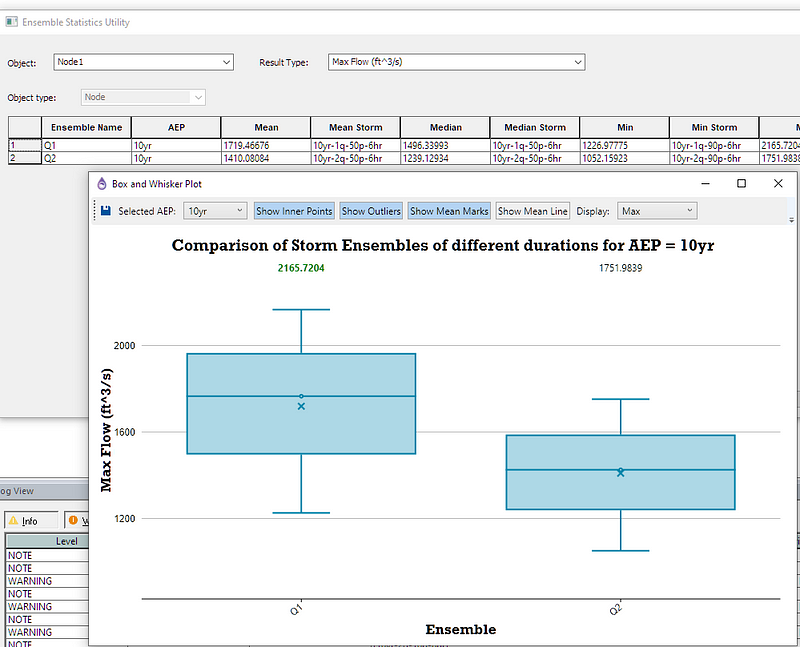 Ensemble Statistics Utility
Object: Node1 Result Type: Max Flow (ft^3/s)
Object type: Node
Ensemble Name AEP Mean Mean Storm Median Median Storm Min Min Storm
1 Q1 10yr 1719.46676 10yr-1q-50p-6hr 1496.33993 10yr-1q-50p-6hr 1226.97775 10yr-1q-90p-6hr 2165.7204
2 Q2 10yr 1410.08084 10yr-2q-50p-6hr 1239.12934 10yr-2q-50p-6hr 1052.15923 10yr-2q-90p-6hr 1751.9839
Box and Whisker Plot
Selected AEP: 10yr Show Inner Points Show Outliers Show Mean Marks Show Mean Line Display: Max
Comparison of Storm Ensembles of different durations for AEP = 10yr
2165.7204 1751.9839
2000
1600
1200
Max Flow (ft^3/s)
Q1 Q2
Ensemble
og View
Info
Level
NOTE
NOTE
WARNING
NOTE
WARNING
NOTE
WARNING
NOTE